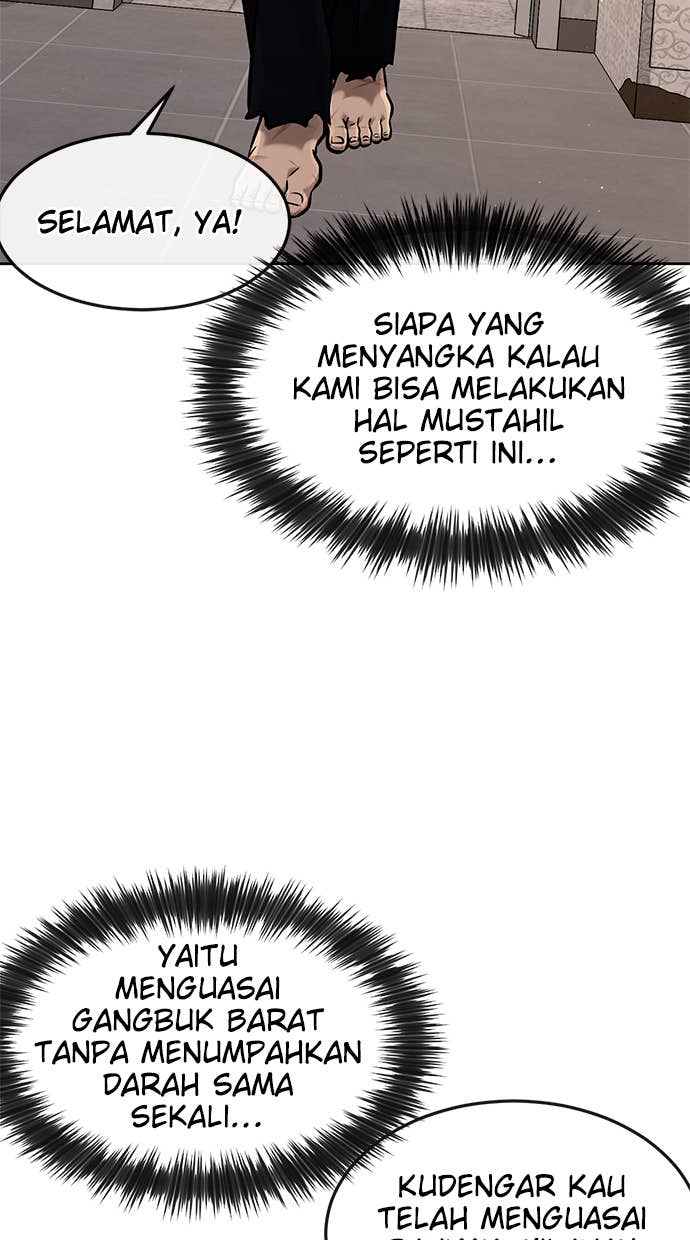 SELAMAT, YA!
SIAPA YANG
MENYANGKA KALAU
KAMI BISA MELAKUKAN
HAL MUSTAHIL
SEPERTI INI...
YAITU
MENGUASAI
GANGBUK BARAT
TANPA MENUMPAHKAN
DARAH SAMA
SEKALI...
KUDENGAR KAU
TELAH MENGUASAI